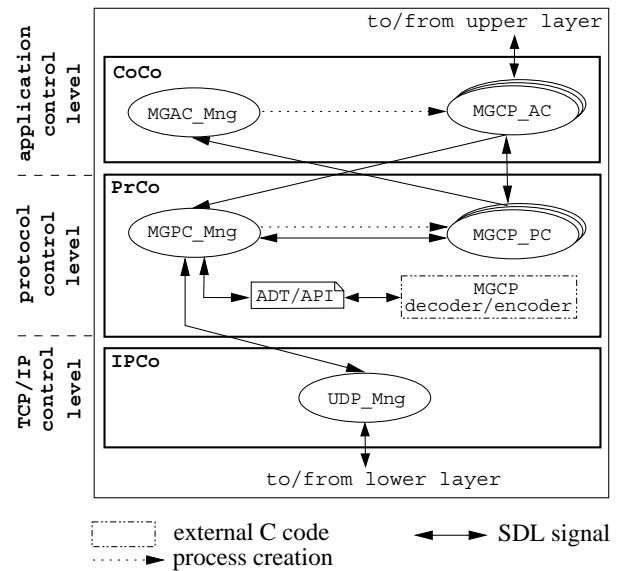 to/from upper layer
application
control
level
CoCo
MGAC_Mng
MGCP_AC
PrCo
protocol
control
level
MGPC_Mng
MGCP_PC
ADT/API
MGCP
decoder/encoder
TCP/IP
control
level
IPCo
UDP_Mng
to/from lower layer
external C code
SDL signal
process creation